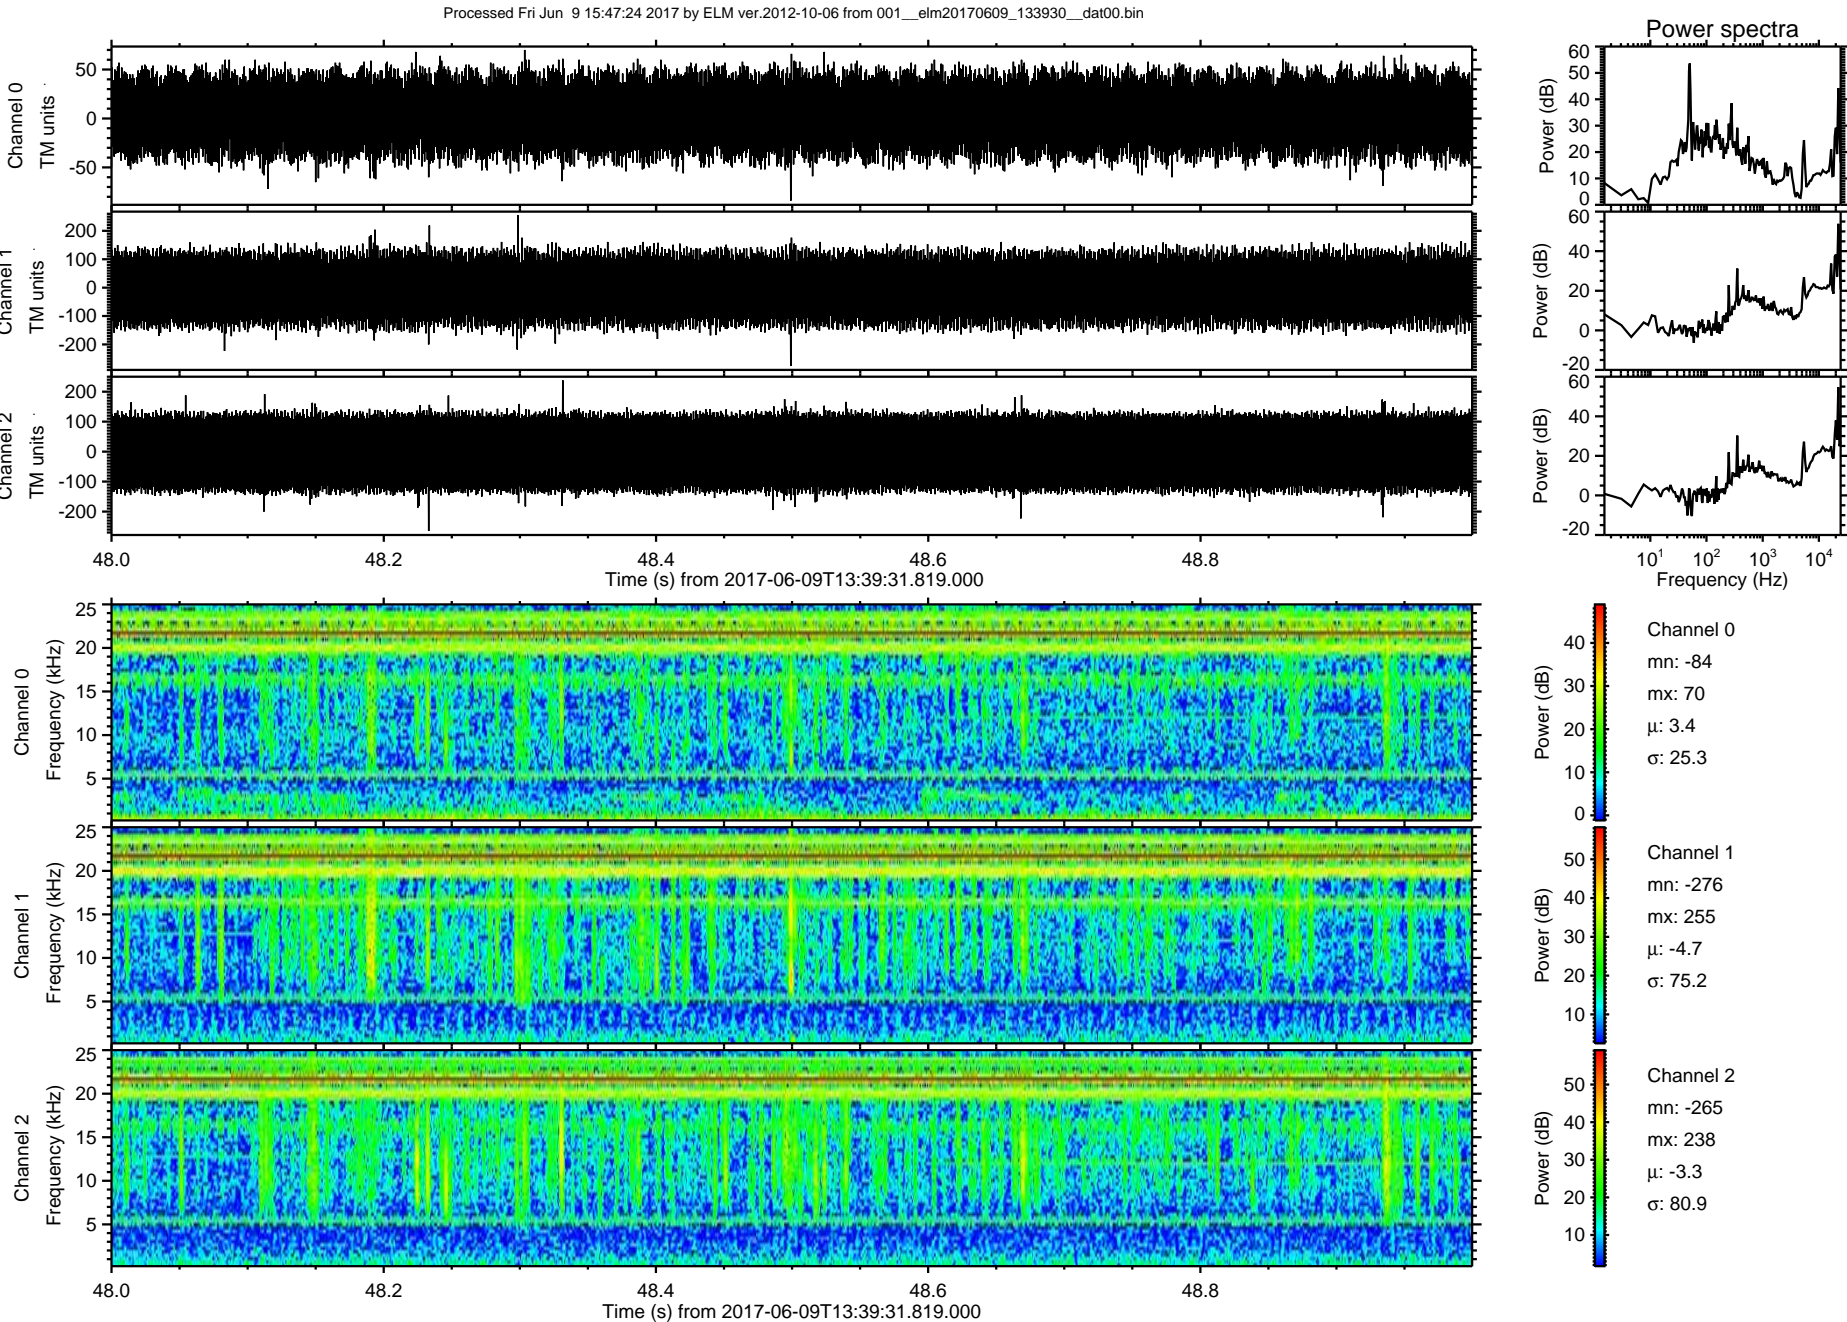 Processed Fri Jun  9 15:47:24 2017 by ELM ver.2012-10-06 from 001__elm20170609_133930__dat00.bin
Power spectra
Channel 0
TM units
50
0
-50
Power (dB)
60
50
40
30
20
10
0
Channel 1
TM units
200
100
0
-100
-200
Power (dB)
60
40
20
0
-20
Channel 2
TM units
200
100
0
-100
-200
Power (dB)
60
40
20
0
-20
48.0 48.2 48.4 48.6 48.8
Time (s) from 2017-06-09T13:39:31.819.000
10^1 10^2 10^3 10^4
Frequency (Hz)
Channel 0
Frequency (kHz)
25
20
15
10
5
Power (dB)
40
30
20
10
0
Channel 0
mn: -84
mx: 70
μ: 3.4
σ: 25.3
Channel 1
Frequency (kHz)
25
20
15
10
5
Power (dB)
50
40
30
20
10
Channel 1
mn: -276
mx: 255
μ: -4.7
σ: 75.2
Channel 2
Frequency (kHz)
25
20
15
10
5
Power (dB)
50
40
30
20
10
Channel 2
mn: -265
mx: 238
μ: -3.3
σ: 80.9
48.0 48.2 48.4 48.6 48.8
Time (s) from 2017-06-09T13:39:31.819.000